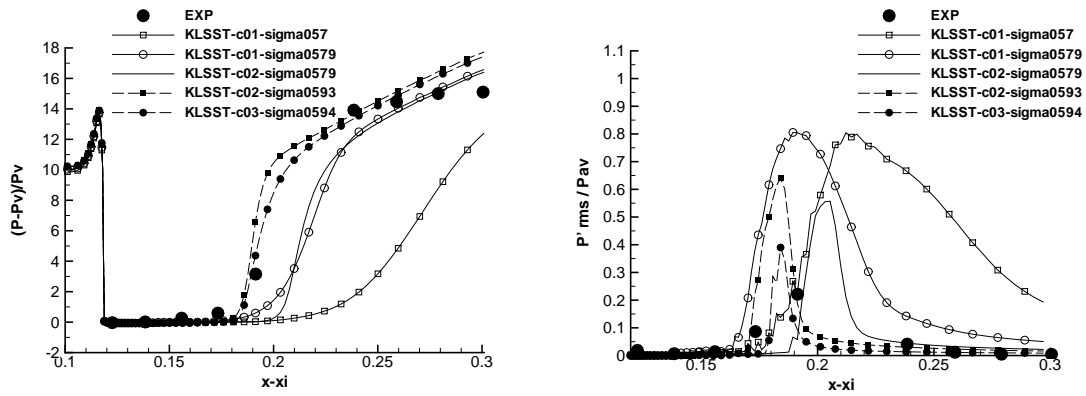 EXP
KLSST-c01-sigma057
KLSST-c01-sigma0579
KLSST-c02-sigma0579
KLSST-c02-sigma0593
KLSST-c03-sigma0594
(P-Pv)/Pv
18
16
14
12
10
8
6
4
2
0
-2
0.1
0.15
0.2
0.25
0.3
x-xi
EXP
KLSST-c01-sigma057
KLSST-c01-sigma0579
KLSST-c02-sigma0579
KLSST-c02-sigma0593
KLSST-c03-sigma0594
P' rms / Pav
1.1
1
0.9
0.8
0.7
0.6
0.5
0.4
0.3
0.2
0.1
0
0.15
0.2
0.25
0.3
x-xi